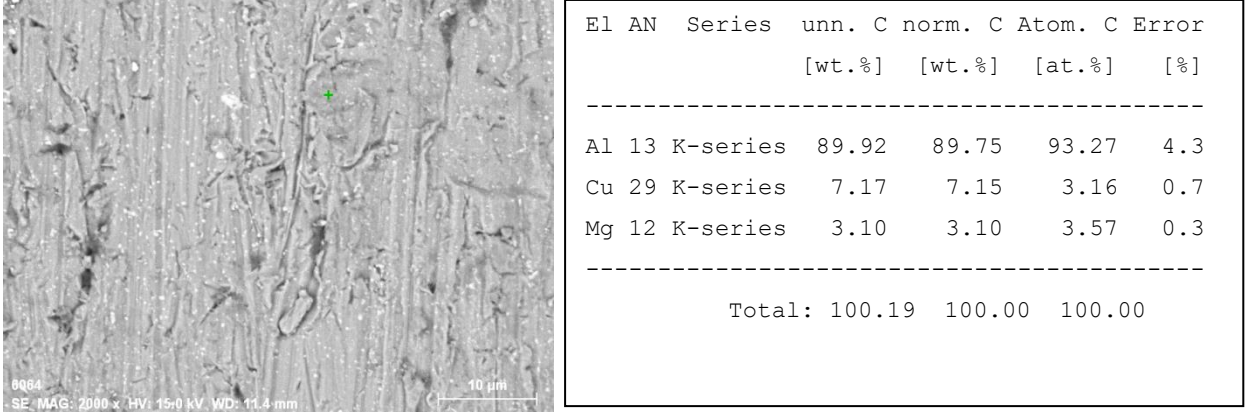 6064
10 µm
SE MAG: 2000 x HV: 15.0 kV WD: 11.4 mm
El AN Series unn. C norm. C Atom. C Error
[wt.%] [wt.%] [at.%] [%]
---------------------------------------------
Al 13 K-series 89.92 89.75 93.27 4.3
Cu 29 K-series 7.17 7.15 3.16 0.7
Mg 12 K-series 3.10 3.10 3.57 0.3
---------------------------------------------
Total: 100.19 100.00 100.00